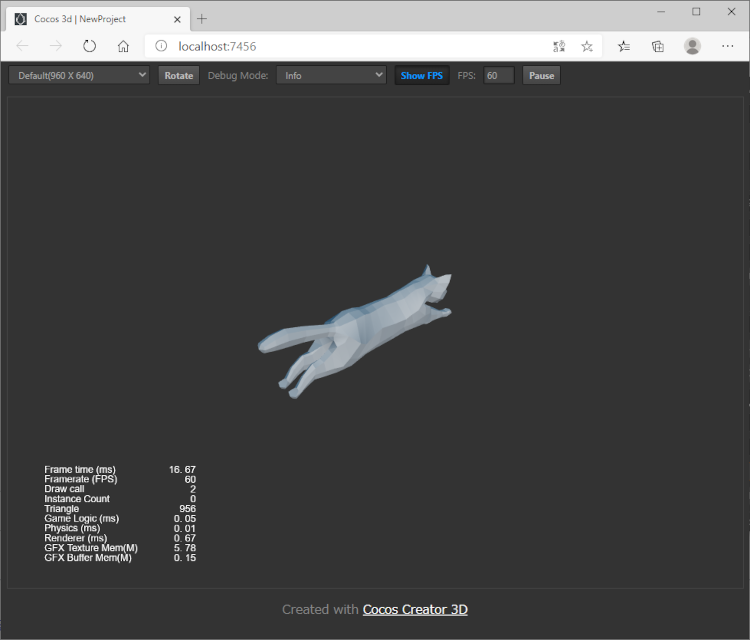 Cocos 3d | NewProject
localhost:7456
Default(960 X 640) Rotate Debug Mode: Info Show FPS FPS: 60 Pause
Frame time (ms) 16. 67
Framerate (FPS) 60
Draw call 2
Instance Count 0
Triangle 956
Game Logic (ms) 0. 05
Physics (ms) 0. 01
Renderer (ms) 0. 67
GFX Texture Mem(M) 5. 78
GFX Buffer Mem(M) 0. 15
Created with Cocos Creator 3D